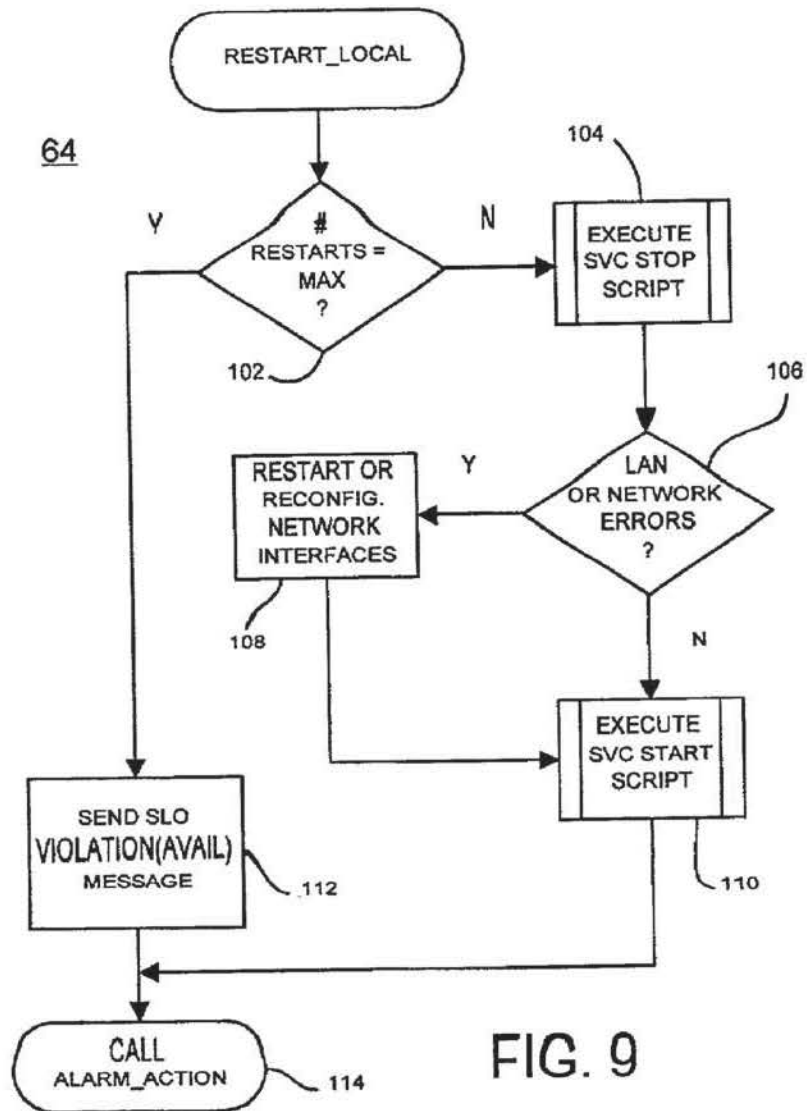 RESTART_LOCAL
64
Y
#
RESTARTS =
MAX
?
N
102
104
EXECUTE
SVC STOP
SCRIPT
106
LAN
OR NETWORK
ERRORS
?
Y
N
RESTART OR
RECONFIG.
NETWORK
INTERFACES
108
EXECUTE
SVC START
SCRIPT
110
SEND SLO
VIOLATION(AVAIL)
MESSAGE
112
CALL
ALARM_ACTION
114
FIG. 9